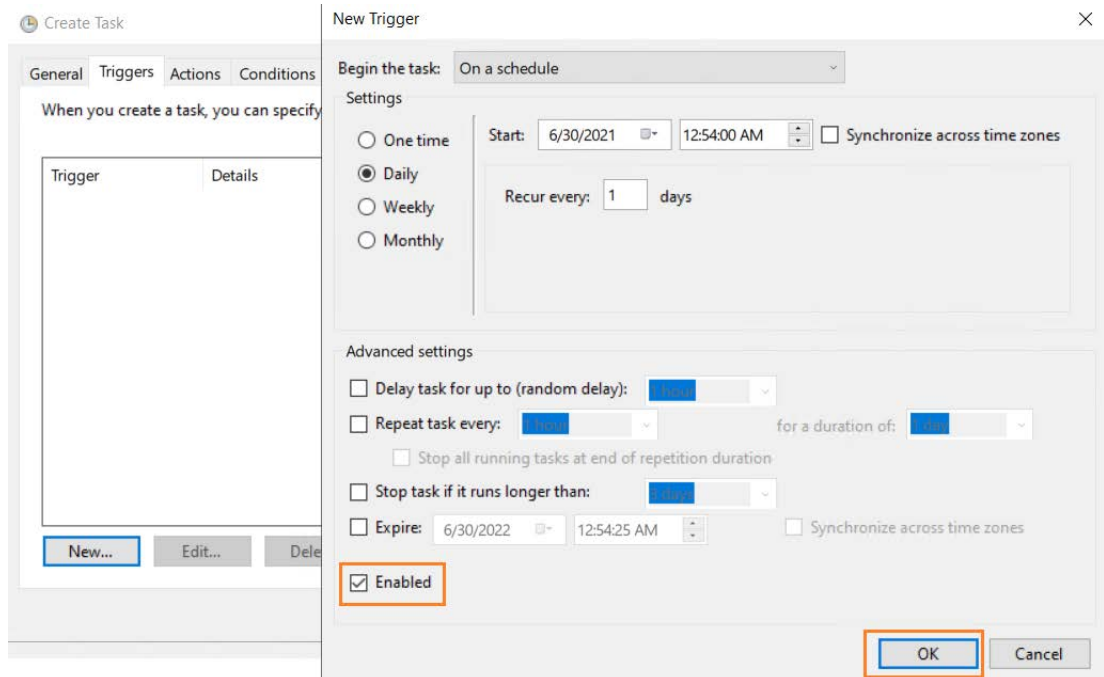 Create Task
General Triggers Actions Conditions
When you create a task, you can specify
Trigger Details
New... Edit... Dele
New Trigger
Begin the task: On a schedule
Settings
One time
Daily
Weekly
Monthly
Start: 6/30/2021 12:54:00 AM Synchronize across time zones
Recur every: 1 days
Advanced settings
Delay task for up to (random delay): 1 hour
Repeat task every: 1 hour for a duration of: 1 day
Stop all running tasks at end of repetition duration
Stop task if it runs longer than: 3 days
Expire: 6/30/2022 12:54:25 AM Synchronize across time zones
Enabled
OK Cancel